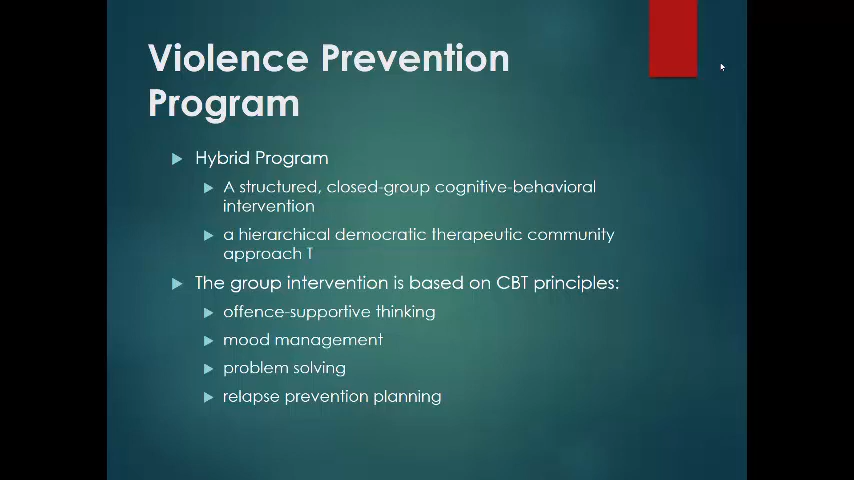 Violence Prevention
Program
Hybrid Program
A structured, closed-group cognitive-behavioral
intervention
a hierarchical democratic therapeutic community
approach T
The group intervention is based on CBT principles:
offence-supportive thinking
mood management
problem solving
relapse prevention planning